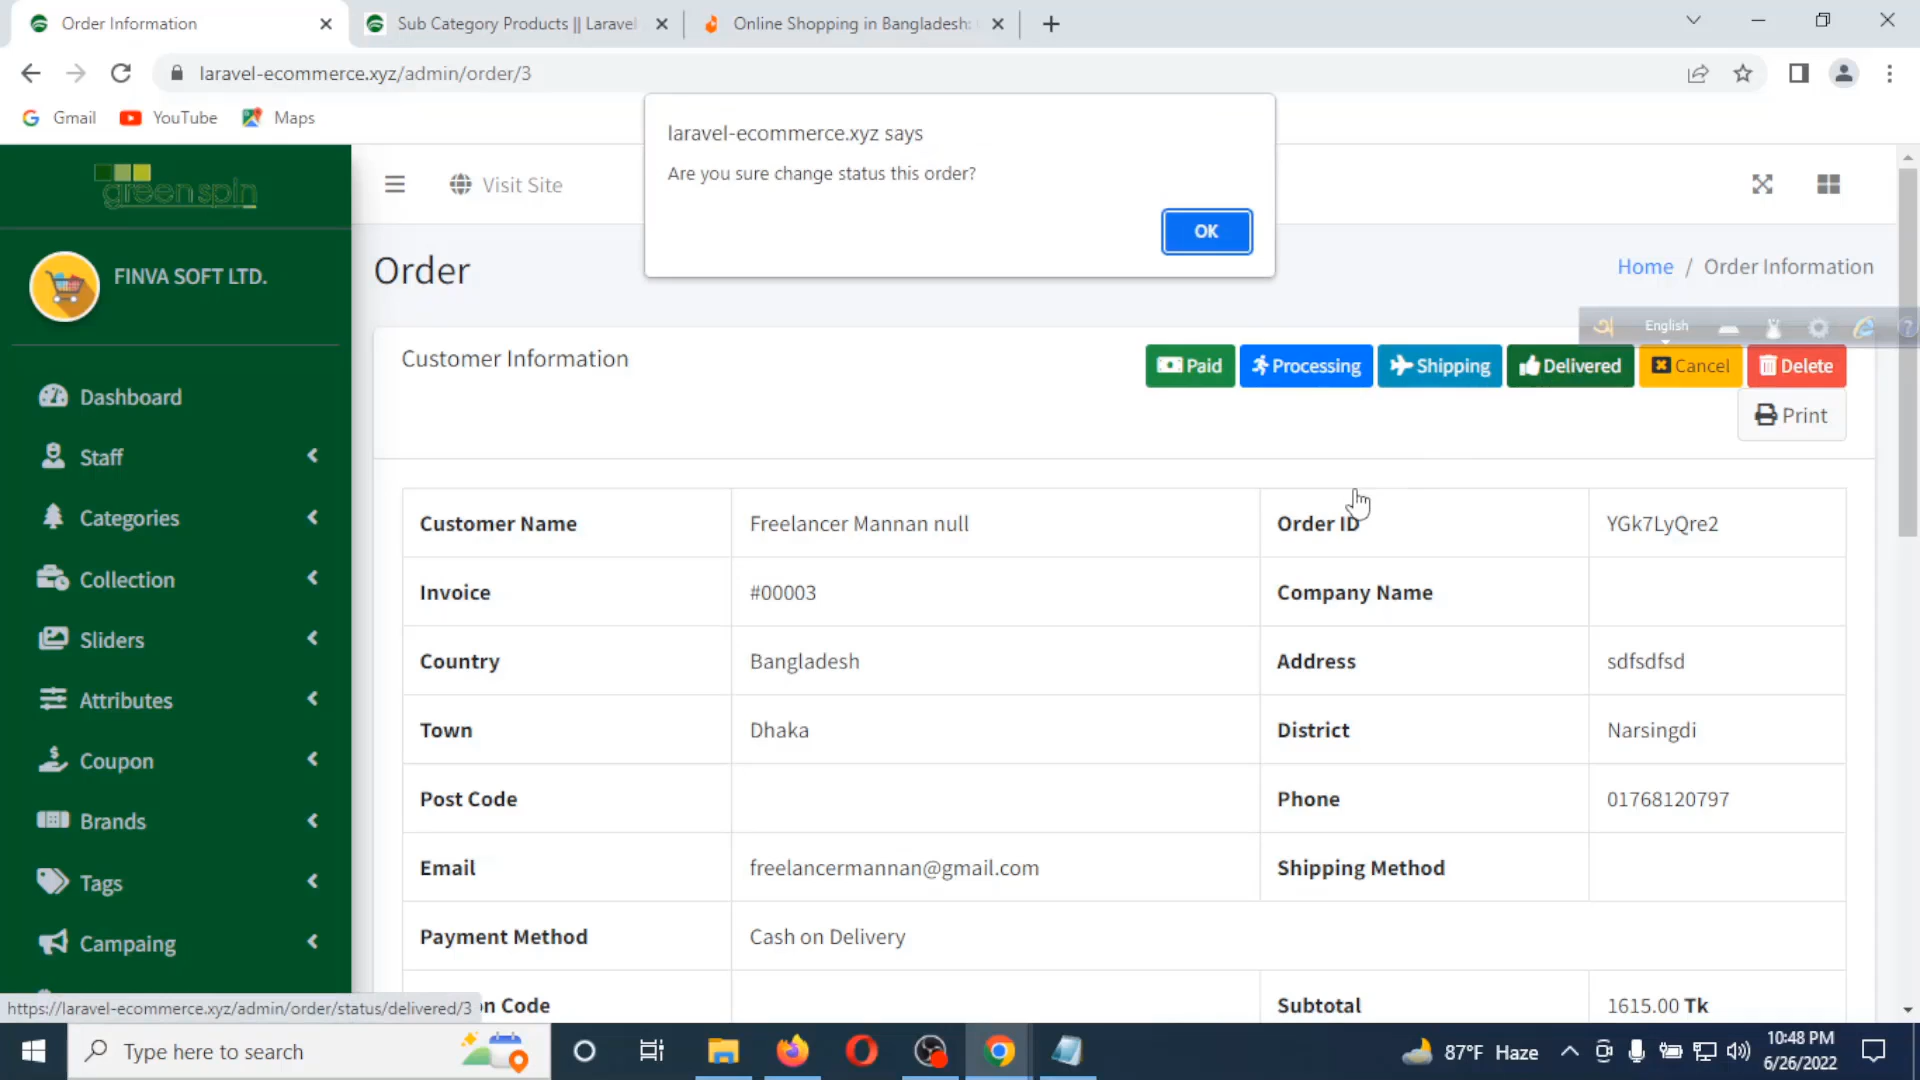 Order Information
Sub Category Products || Laravel
Online Shopping in Bangladesh:
laravel-ecommerce.xyz/admin/order/3
Gmail
YouTube
Maps
laravel-ecommerce.xyz says
Are you sure change status this order?
OK
green spin
Visit Site
FINVA SOFT LTD.
Order
Home / Order Information
English
Customer Information
Paid
Processing
Shipping
Delivered
Cancel
Delete
Print
Dashboard
Staff
Categories
Collection
Sliders
Attributes
Coupon
Brands
Tags
Campaing
Customer Name Freelancer Mannan null Order ID YGk7LyQre2
Invoice #00003 Company Name
Country Bangladesh Address sdfsdfsd
Town Dhaka District Narsingdi
Post Code Phone 01768120797
Email freelancermannan@gmail.com Shipping Method
Payment Method Cash on Delivery
n Code Subtotal 1615.00 Tk
https://laravel-ecommerce.xyz/admin/order/status/delivered/3
Type here to search
87°F Haze
10:48 PM
6/26/2022